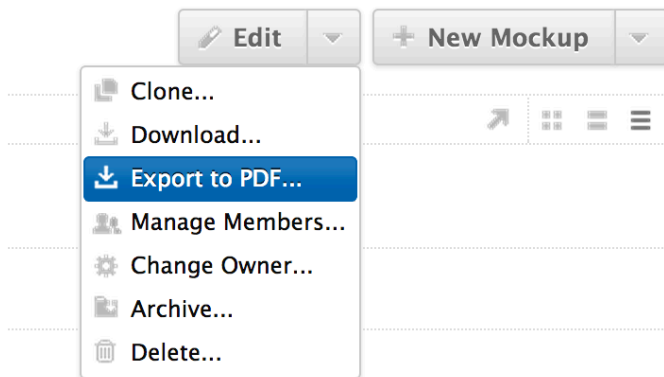 Edit
New Mockup
Clone...
Download...
Export to PDF...
Manage Members...
Change Owner...
Archive...
Delete...